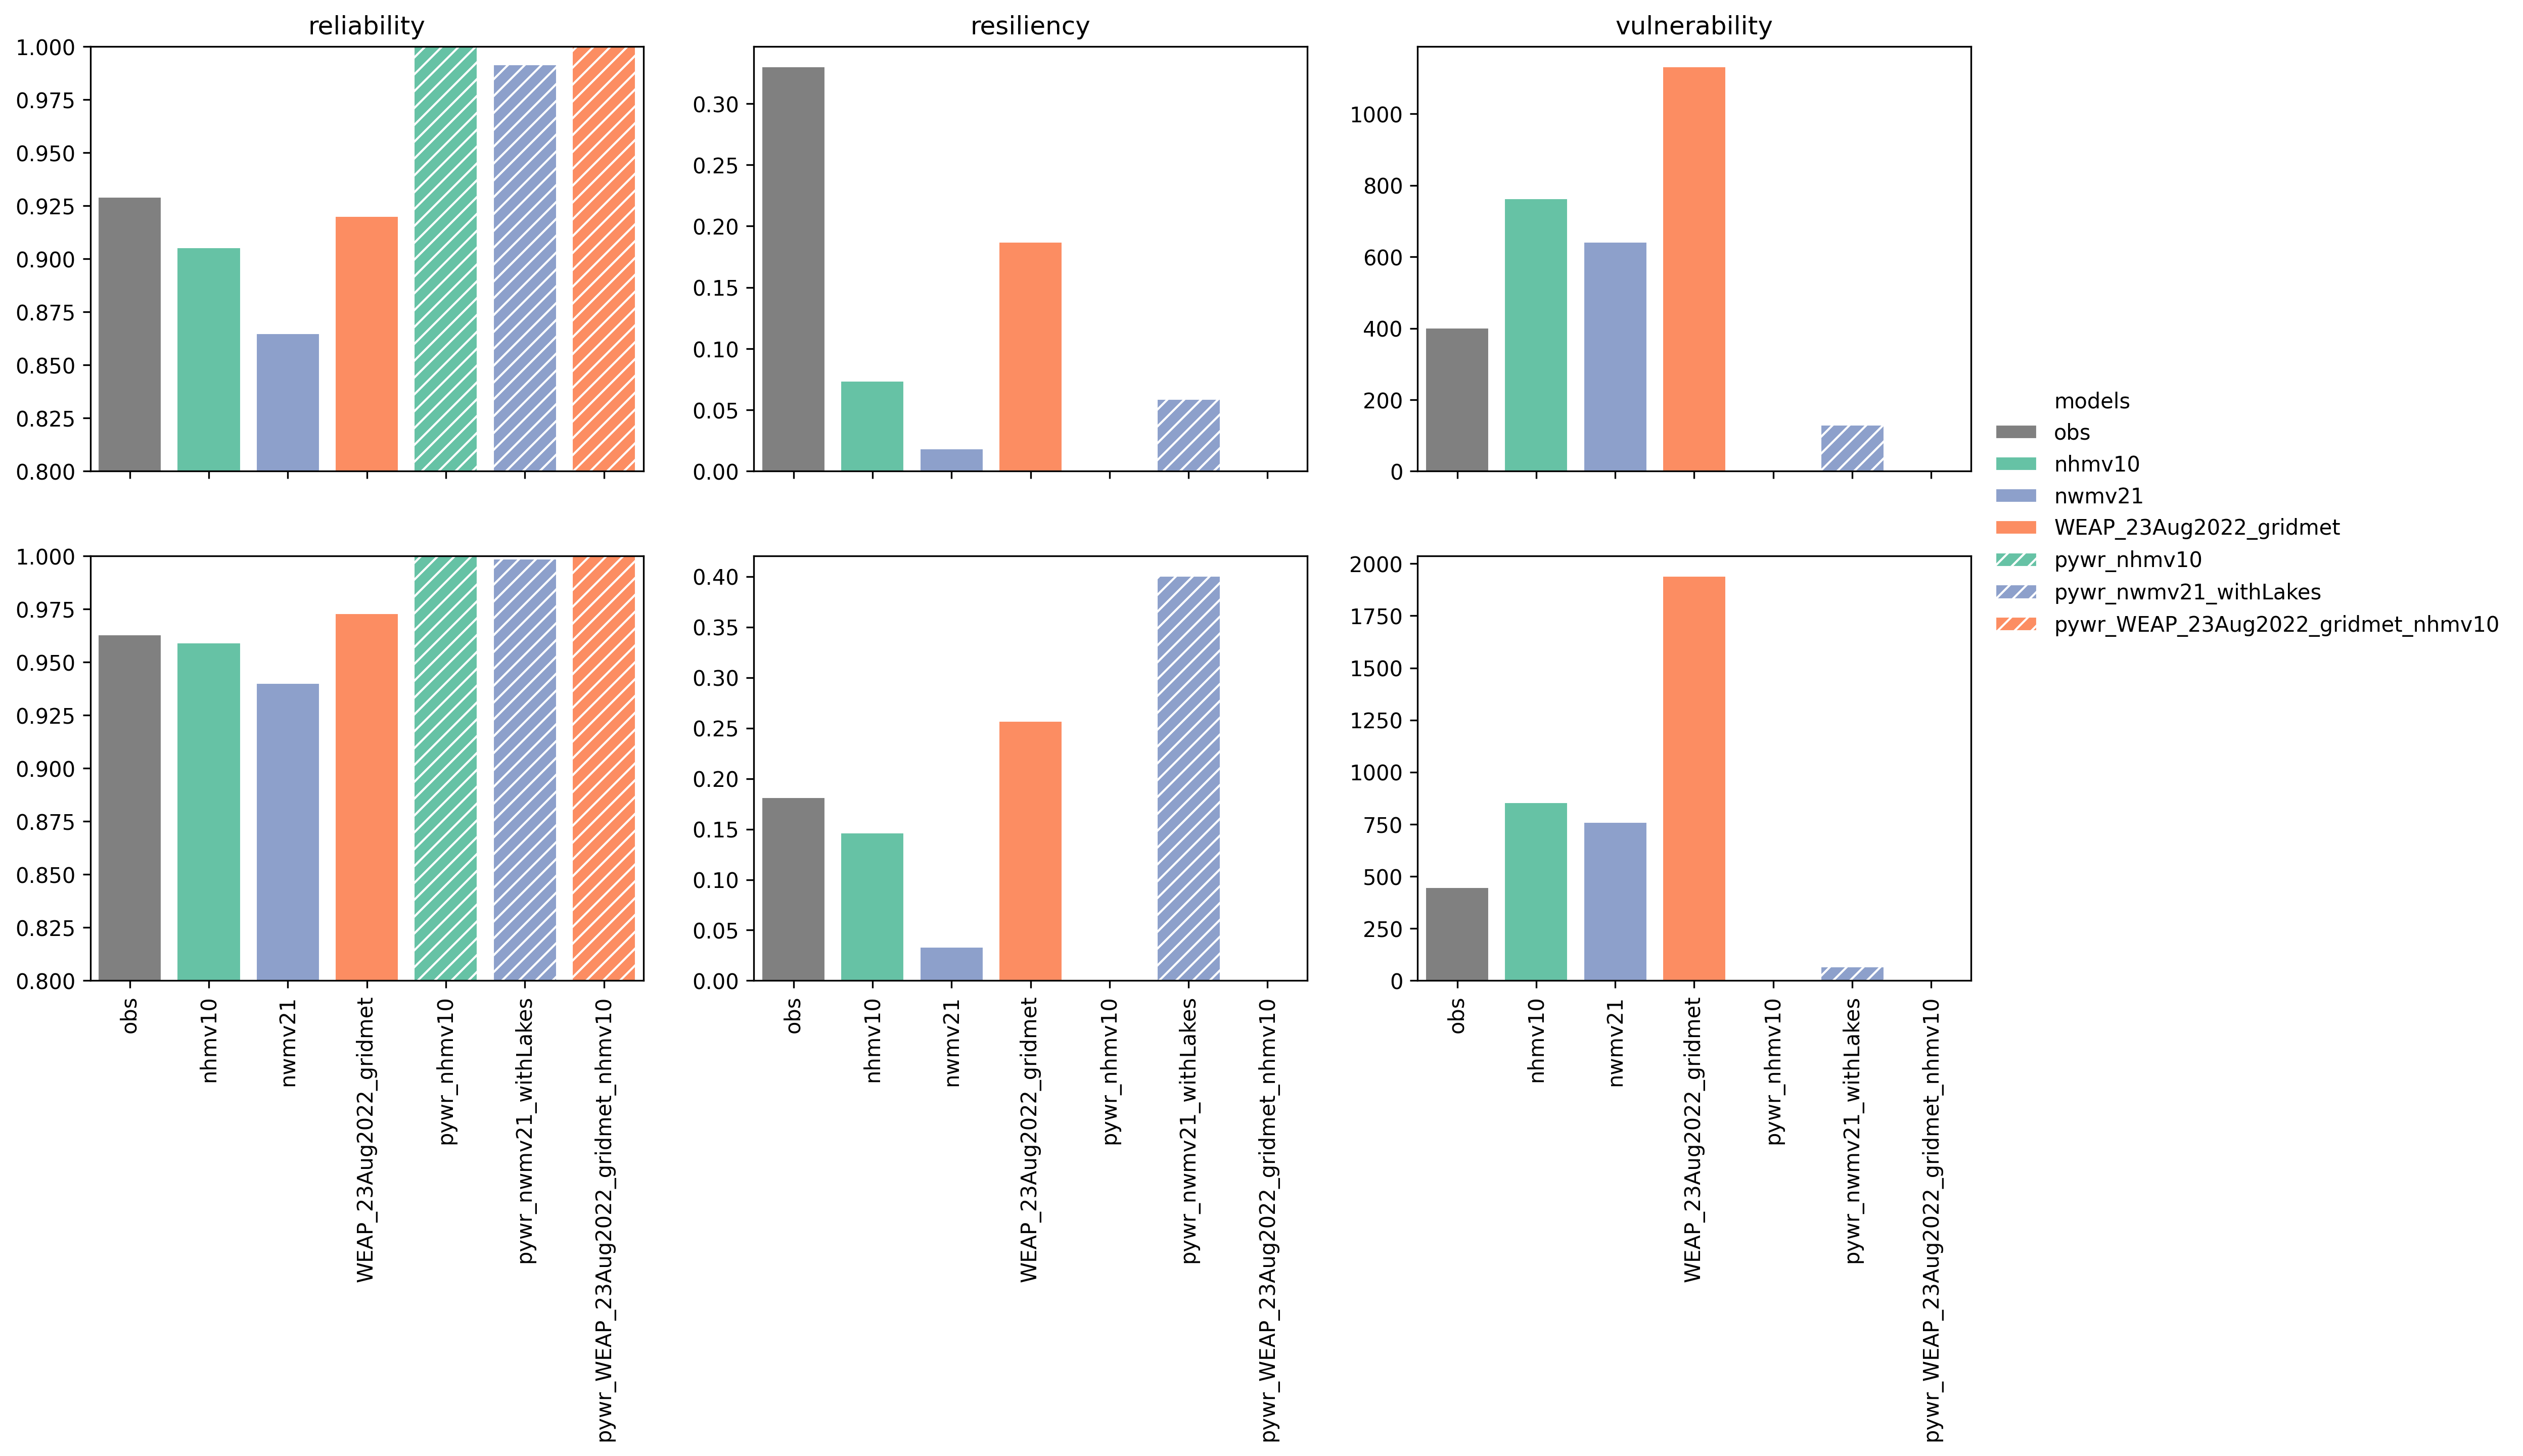 reliability
resiliency
vulnerability
1.000
0.975
0.950
0.925
0.900
0.875
0.850
0.825
0.800
0.30
0.25
0.20
0.15
0.10
0.05
0.00
1000
800
600
400
200
0
models
obs
nhmv10
nwmv21
WEAP_23Aug2022_gridmet
pywr_nhmv10
pywr_nwmv21_withLakes
pywr_WEAP_23Aug2022_gridmet_nhmv10
1.000
0.975
0.950
0.925
0.900
0.875
0.850
0.825
0.800
0.40
0.35
0.30
0.25
0.20
0.15
0.10
0.05
0.00
2000
1750
1500
1250
1000
750
500
250
0
obs
nhmv10
nwmv21
WEAP_23Aug2022_gridmet
pywr_nhmv10
pywr_nwmv21_withLakes
pywr_WEAP_23Aug2022_gridmet_nhmv10
obs
nhmv10
nwmv21
WEAP_23Aug2022_gridmet
pywr_nhmv10
pywr_nwmv21_withLakes
pywr_WEAP_23Aug2022_gridmet_nhmv10
obs
nhmv10
nwmv21
WEAP_23Aug2022_gridmet
pywr_nhmv10
pywr_nwmv21_withLakes
pywr_WEAP_23Aug2022_gridmet_nhmv10